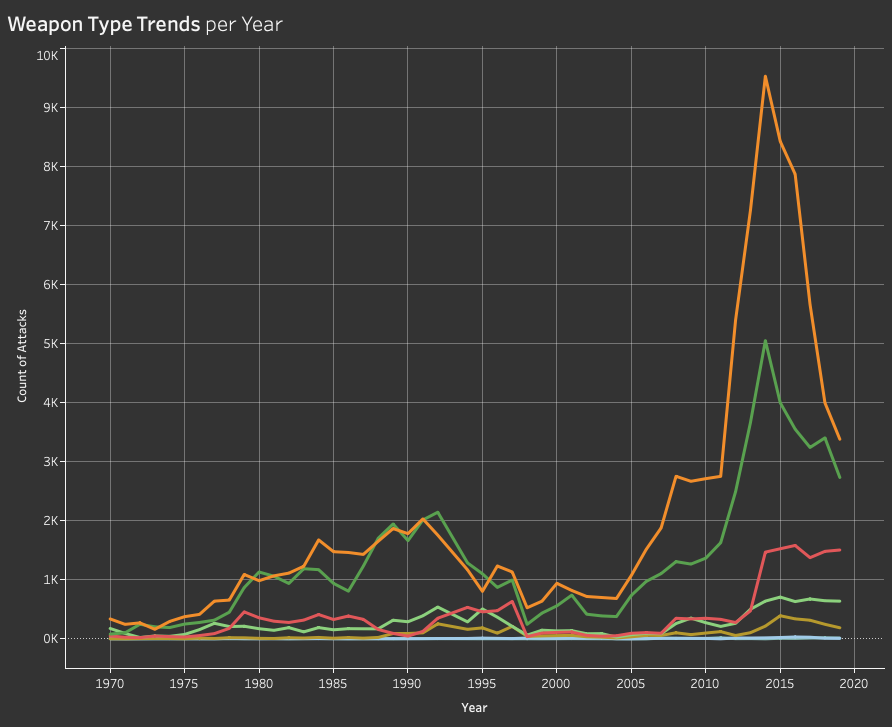 Weapon Type Trends per Year
10K
9K
8K
7K
6K
5K
4K
3K
2K
1K
0K
Count of Attacks
1970 1975 1980 1985 1990 1995 2000 2005 2010 2015 2020
Year